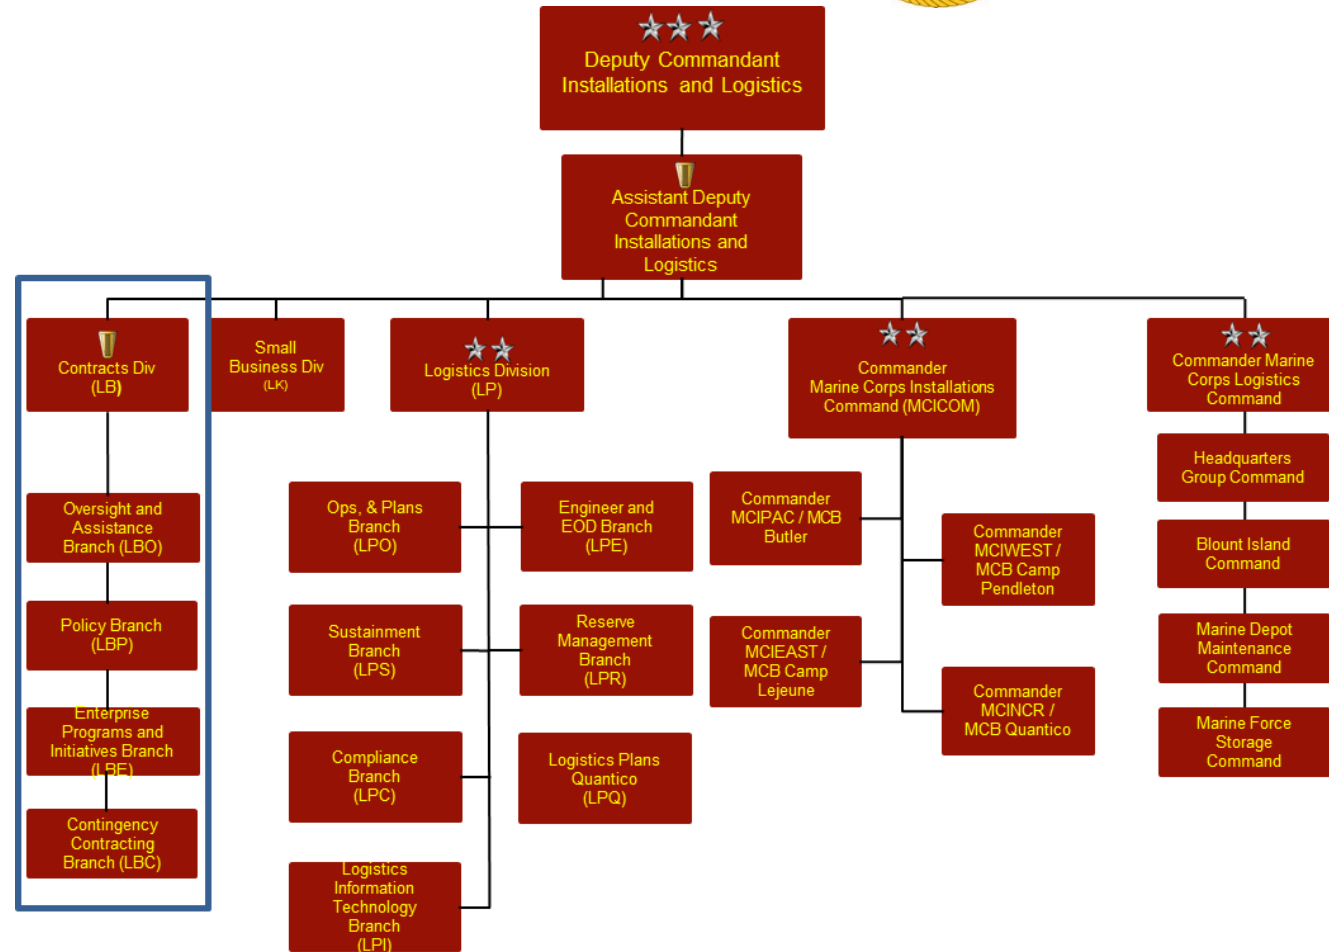 Deputy Commandant
Installations and Logistics
Assistant Deputy
Commandant
Installations and
Logistics
Contracts Div
(LB)
Small
Business Div
(LK)
Logistics Division
(LP)
Commander
Marine Corps Installations
Command (MCICOM)
Commander Marine
Corps Logistics
Command
Oversight and
Assistance
Branch (LBO)
Policy Branch
(LBP)
Enterprise
Programs and
Initiatives Branch
(LBE)
Contingency
Contracting
Branch (LBC)
Ops, & Plans
Branch
(LPO)
Engineer and
EOD Branch
(LPE)
Sustainment
Branch
(LPS)
Reserve
Management
Branch
(LPR)
Compliance
Branch
(LPC)
Logistics Plans
Quantico
(LPQ)
Logistics
Information
Technology
Branch
(LPI)
Commander
MCIPAC / MCB
Butler
Commander
MCIWEST /
MCB Camp
Pendleton
Commander
MCIEAST /
MCB Camp
Lejeune
Commander
MCINCR /
MCB Quantico
Headquarters
Group Command
Blount Island
Command
Marine Depot
Maintenance
Command
Marine Force
Storage
Command